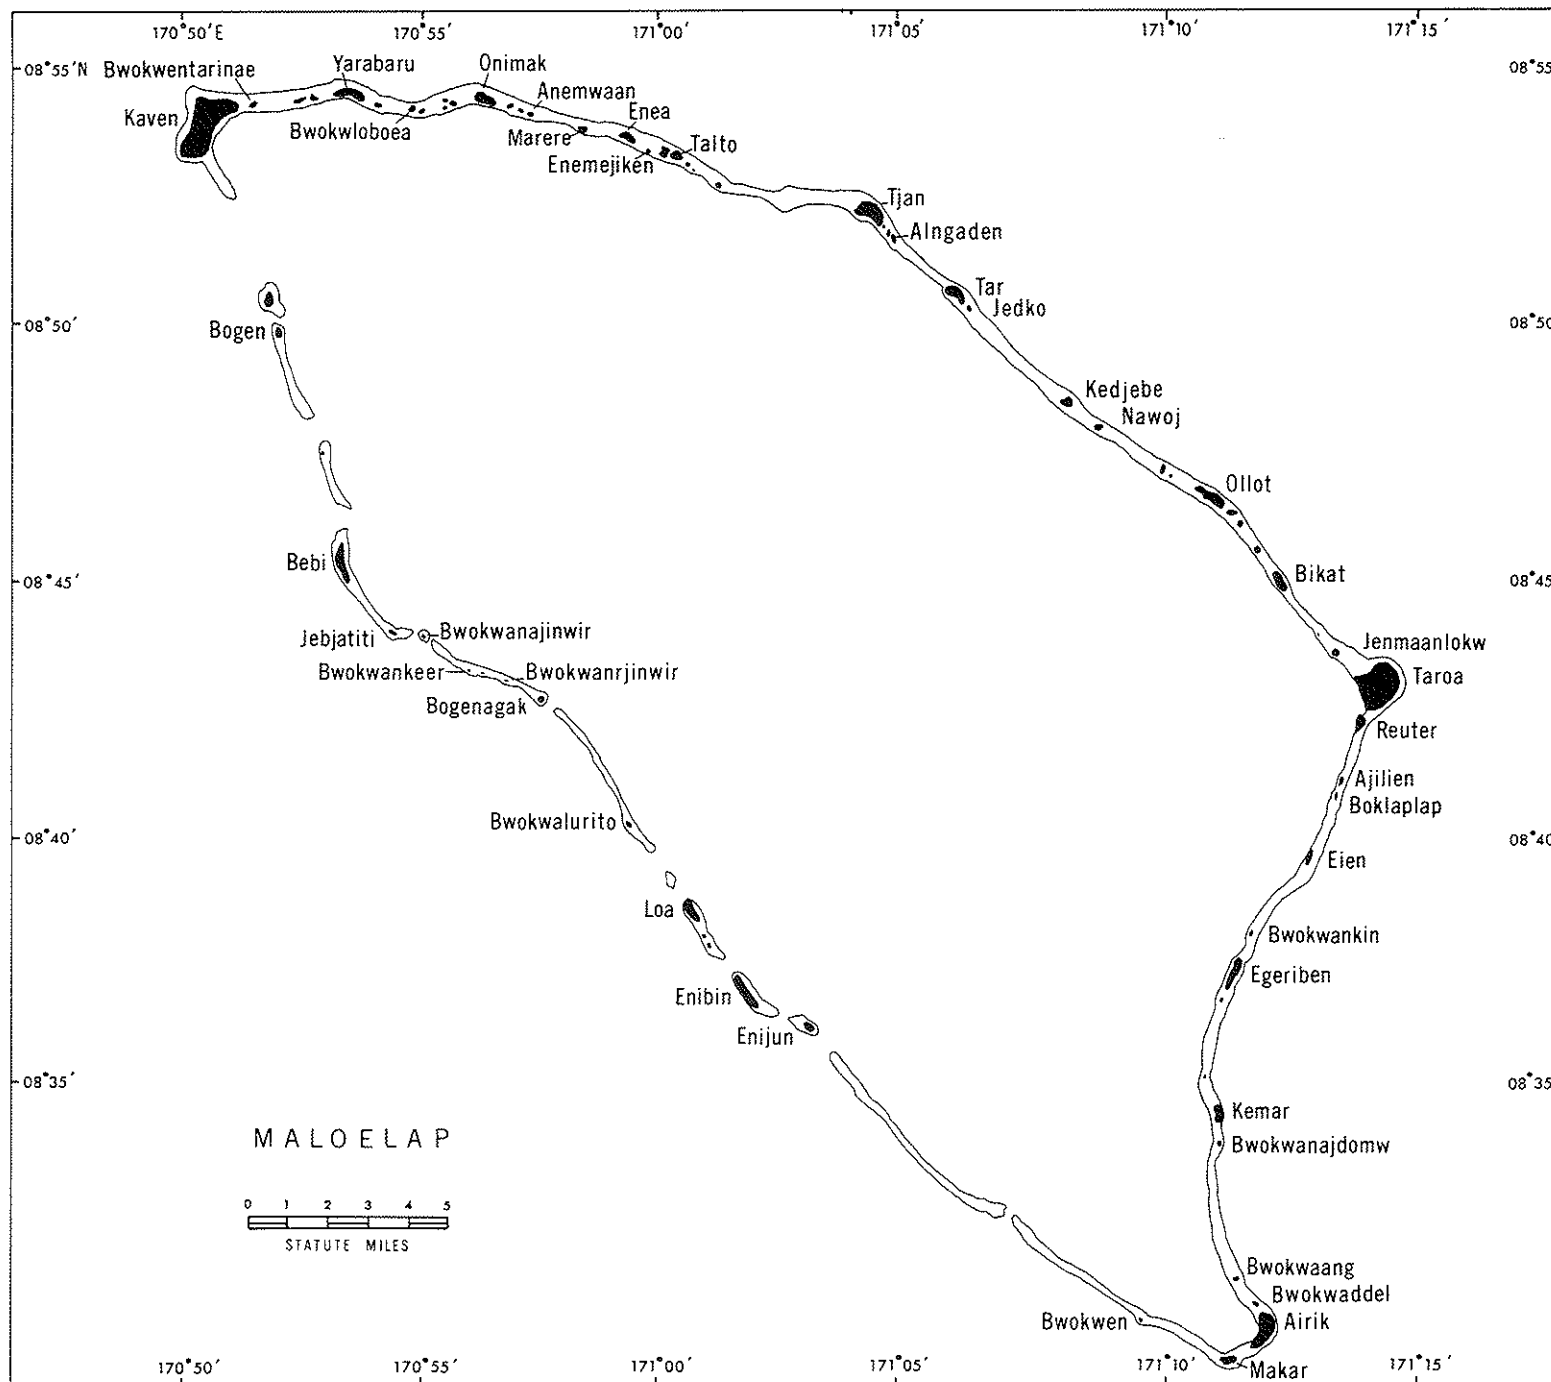 170°50′E 170°55′ 171°00′ 171°05′ 171°10′ 171°15′
08°55′N
08°55
Bwokwentarinae
Yarabaru
Onimak
Anemwaan
Enea
Kaven
Bwokwloboea
Marere
Talto
Enemejiken
Tjan
Alngaden
Tar
Jedko
08°50′
08°50
Bogen
Kedjebe
Nawoj
Ollot
Bebi
Bikat
08°45′
08°45
Jebjatiti
Bwokwanajinwir
Jenmaanlokw
Bwokwankeer
Bwokwanrjinwir
Taroa
Bogenagak
Reuter
Ajilien
Boklaplap
Bwokwalurito
08°40′
08°40
Eien
Loa
Bwokwankin
Egeriben
Enibin
Enijun
08°35′
08°35
Kemar
MALOELAP
Bwokwanajdomw
0 1 2 3 4 5
STATUTE MILES
Bwokwaang
Bwokwaddel
Bwokwen
Airik
Makar
170°50′ 170°55′ 171°00′ 171°05′ 171°10′ 171°15′